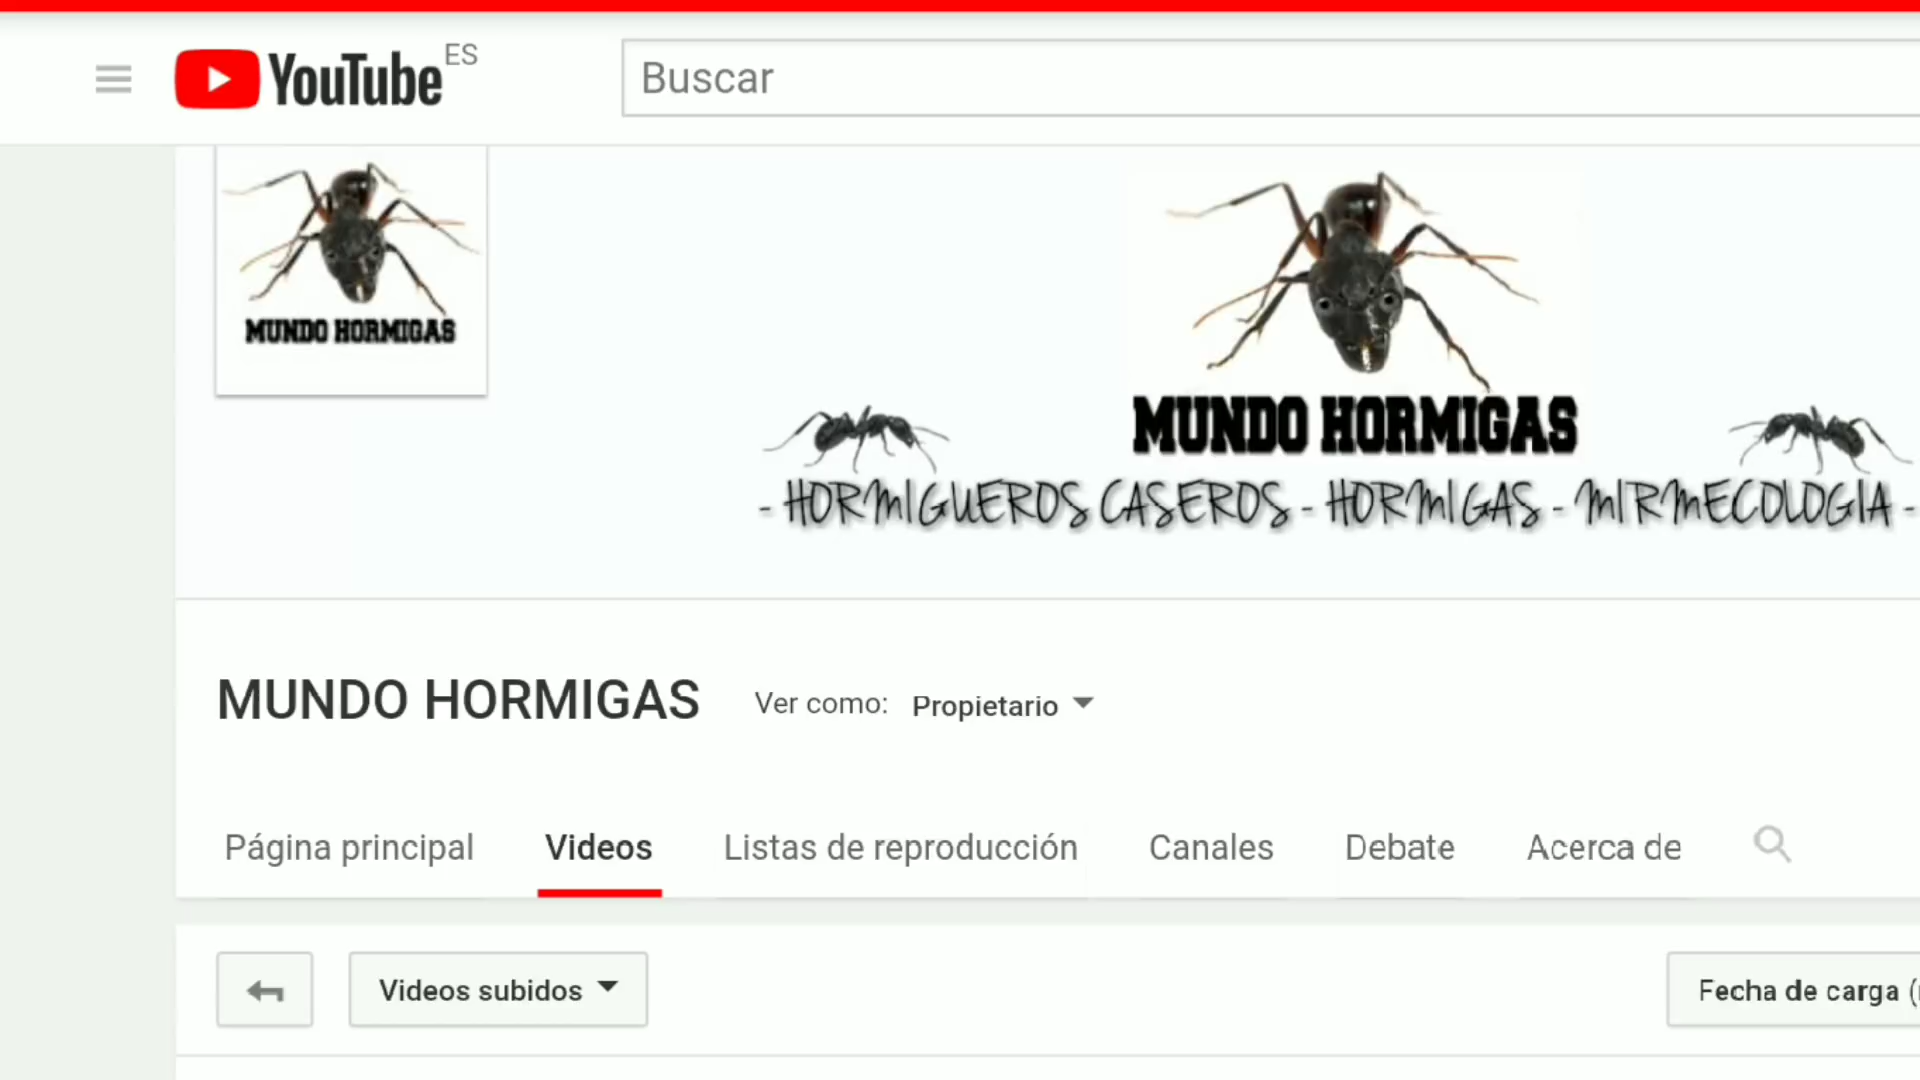 YouTube ES
Buscar
MUNDO HORMIGAS
MUNDO HORMIGAS
- HORMIGUEROS CASEROS - HORMIGAS - MIRMECOLOGIA -
MUNDO HORMIGAS Ver como: Propietario
Página principal Videos Listas de reproducción Canales Debate Acerca de
Videos subidos Fecha de carga (